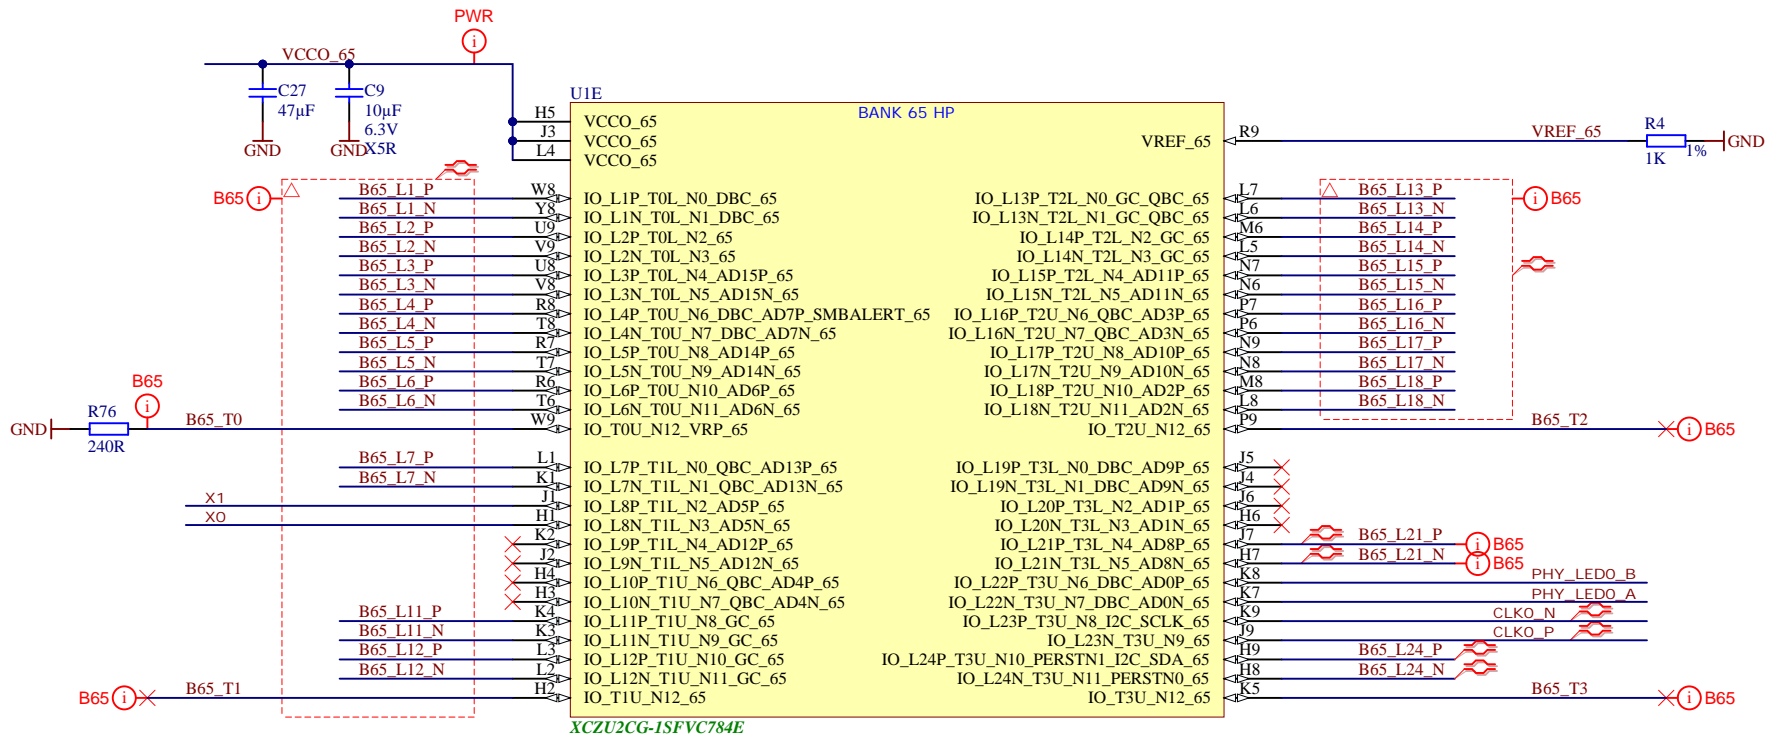 PWR
VCCO_65
C27
47µF
C9
10µF
6.3V
X5R
GND
GND
U1E
BANK 65 HP
H5 VCCO_65
J3 VCCO_65
L4 VCCO_65
VREF_65 R9 VREF_65 R4 1K 1% GND
B65
B65_L1_P W8 IO_L1P_T0L_N0_DBC_65
B65_L1_N Y8 IO_L1N_T0L_N1_DBC_65
B65_L2_P U9 IO_L2P_T0L_N2_65
B65_L2_N V9 IO_L2N_T0L_N3_65
B65_L3_P U8 IO_L3P_T0L_N4_AD15P_65
B65_L3_N V8 IO_L3N_T0L_N5_AD15N_65
B65_L4_P R8 IO_L4P_T0U_N6_DBC_AD7P_SMBALERT_65
B65_L4_N T8 IO_L4N_T0U_N7_DBC_AD7N_65
B65_L5_P R7 IO_L5P_T0U_N8_AD14P_65
B65_L5_N T7 IO_L5N_T0U_N9_AD14N_65
B65_L6_P R6 IO_L6P_T0U_N10_AD6P_65
B65_L6_N T6 IO_L6N_T0U_N11_AD6N_65
B65
GND R76 240R B65_T0 W9 IO_T0U_N12_VRP_65
B65_L7_P L1 IO_L7P_T1L_N0_QBC_AD13P_65
B65_L7_N K1 IO_L7N_T1L_N1_QBC_AD13N_65
X1 J1 IO_L8P_T1L_N2_AD5P_65
X0 H1 IO_L8N_T1L_N3_AD5N_65
K2 IO_L9P_T1L_N4_AD12P_65
J2 IO_L9N_T1L_N5_AD12N_65
H4 IO_L10P_T1U_N6_QBC_AD4P_65
H3 IO_L10N_T1U_N7_QBC_AD4N_65
B65_L11_P K4 IO_L11P_T1U_N8_GC_65
B65_L11_N K3 IO_L11N_T1U_N9_GC_65
B65_L12_P L3 IO_L12P_T1U_N10_GC_65
B65_L12_N L2 IO_L12N_T1U_N11_GC_65
B65 B65_T1 H2 IO_T1U_N12_65
IO_L13P_T2L_N0_GC_QBC_65 L7 B65_L13_P B65
IO_L13N_T2L_N1_GC_QBC_65 L6 B65_L13_N
IO_L14P_T2L_N2_GC_65 M6 B65_L14_P
IO_L14N_T2L_N3_GC_65 L5 B65_L14_N
IO_L15P_T2L_N4_AD11P_65 N7 B65_L15_P
IO_L15N_T2L_N5_AD11N_65 N6 B65_L15_N
IO_L16P_T2U_N6_QBC_AD3P_65 P7 B65_L16_P
IO_L16N_T2U_N7_QBC_AD3N_65 P6 B65_L16_N
IO_L17P_T2U_N8_AD10P_65 N9 B65_L17_P
IO_L17N_T2U_N9_AD10N_65 N8 B65_L17_N
IO_L18P_T2U_N10_AD2P_65 M8 B65_L18_P
IO_L18N_T2U_N11_AD2N_65 L8 B65_L18_N
IO_T2U_N12_65 P9 B65_T2 B65
IO_L19P_T3L_N0_DBC_AD9P_65 J5
IO_L19N_T3L_N1_DBC_AD9N_65 J4
IO_L20P_T3L_N2_AD1P_65 J6
IO_L20N_T3L_N3_AD1N_65 H6
IO_L21P_T3L_N4_AD8P_65 J7 B65_L21_P B65
IO_L21N_T3L_N5_AD8N_65 H7 B65_L21_N B65
IO_L22P_T3U_N6_DBC_AD0P_65 K8 PHY_LED0_B
IO_L22N_T3U_N7_DBC_AD0N_65 K7 PHY_LED0_A
IO_L23P_T3U_N8_I2C_SCLK_65 K9 CLK0_N
IO_L23N_T3U_N9_65 J9 CLK0_P
IO_L24P_T3U_N10_PERSTN1_I2C_SDA_65 H9 B65_L24_P
IO_L24N_T3U_N11_PERSTN0_65 H8 B65_L24_N
IO_T3U_N12_65 K5 B65_T3 B65
XCZU2CG-1SFVC784E